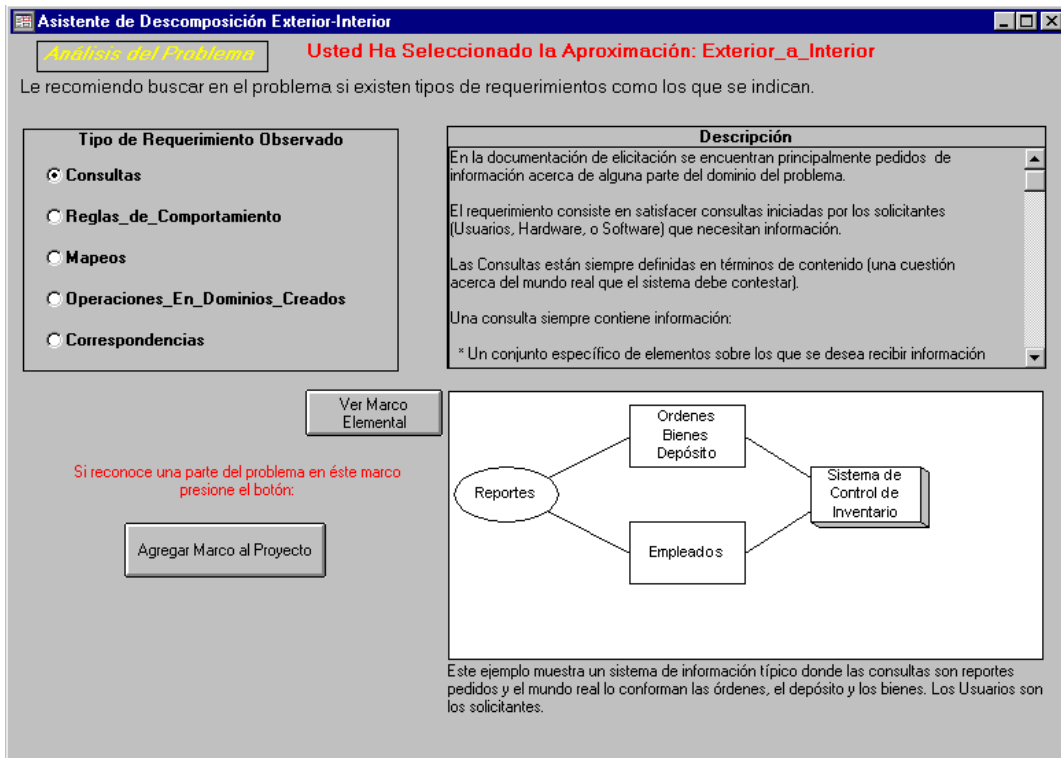 Asistente de Descomposición Exterior-Interior
Análisis del Problema
Usted Ha Seleccionado la Aproximación: Exterior_a_Interior
Le recomiendo buscar en el problema si existen tipos de requerimientos como los que se indican.
Tipo de Requerimiento Observado
Consultas
Reglas_de_Comportamiento
Mapeos
Operaciones_En_Dominios_Creados
Correspondencias
Descripción
En la documentación de elicitación se encuentran principalmente pedidos de
información acerca de alguna parte del dominio del problema.
El requerimiento consiste en satisfacer consultas iniciadas por los solicitantes
(Usuarios, Hardware, o Software) que necesitan información.
Las Consultas están siempre definidas en términos de contenido (una cuestión
acerca del mundo real que el sistema debe contestar).
Una consulta siempre contiene información:
* Un conjunto específico de elementos sobre los que se desea recibir información
Ver Marco
Elemental
Si reconoce una parte del problema en éste marco
presione el botón:
Agregar Marco al Proyecto
Ordenes
Bienes
Depósito
Reportes
Sistema de
Control de
Inventario
Empleados
Este ejemplo muestra un sistema de información típico donde las consultas son reportes
pedidos y el mundo real lo conforman las órdenes, el depósito y los bienes. Los Usuarios son
los solicitantes.